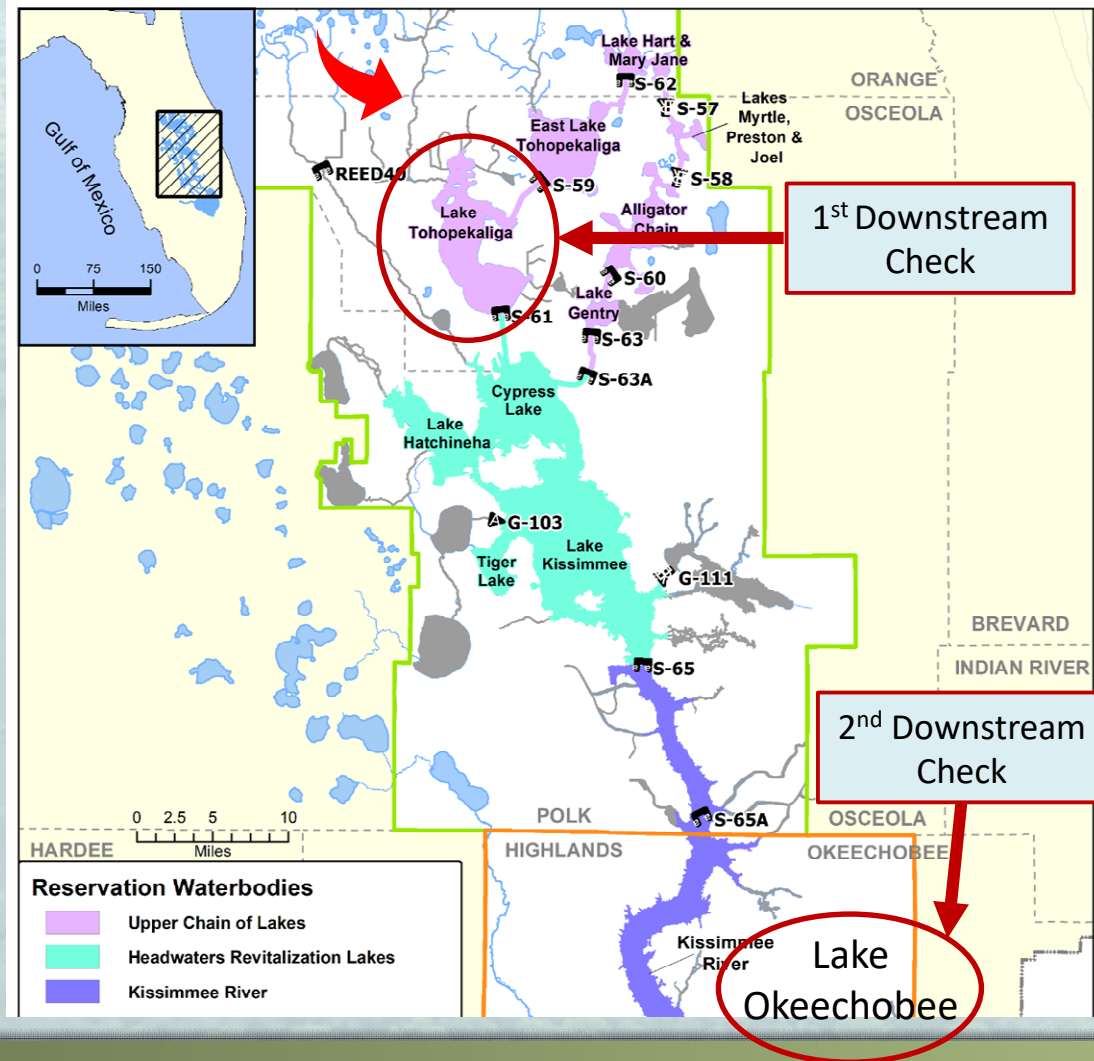 Gulf of Mexico
0 75 150
Miles
Lake Hart &
Mary Jane
S-62
ORANGE
OSCEOLA
S-57
Lakes
Myrtle,
Preston &
Joel
East Lake
Tohopekaliga
REED40
S-59
S-58
Lake
Tohopekaliga
Alligator
Chain
1st Downstream
Check
S-60
Lake
Gentry
S-61
S-63
S-63A
Cypress
Lake
Lake
Hatchineha
G-103
Lake
Kissimmee
Tiger
Lake
G-111
BREVARD
INDIAN RIVER
S-65
2nd Downstream
Check
0 2.5 5 10
Miles
S-65A
POLK
OSCEOLA
HARDEE
HIGHLANDS
OKEECHOBEE
Reservation Waterbodies
Upper Chain of Lakes
Headwaters Revitalization Lakes
Kissimmee River
Kissimmee
River
Lake
Okeechobee